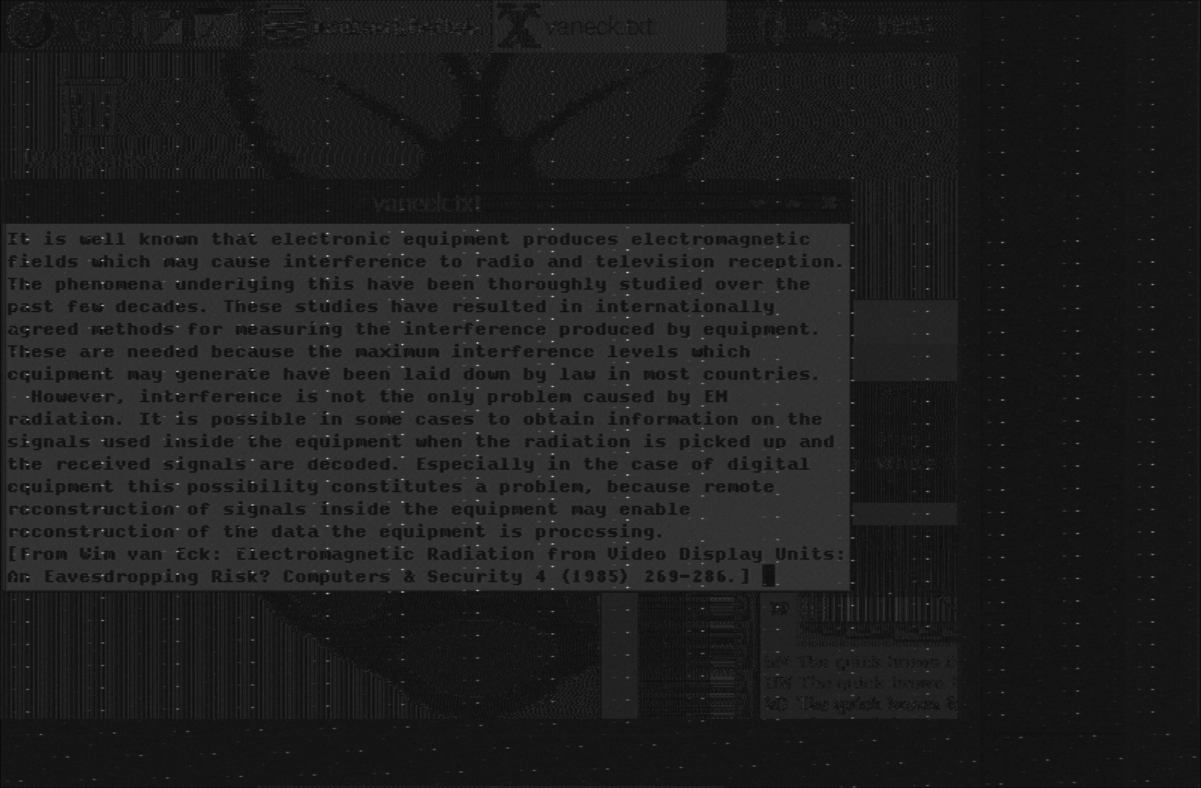 vaneck.txt
vaneck.txt
It is well known that electronic equipment produces electromagnetic
fields which may cause interference to radio and television reception.
The phenomena underlying this have been thoroughly studied over the
past few decades. These studies have resulted in internationally
agreed methods for measuring the interference produced by equipment.
These are needed because the maximum interference levels which
equipment may generate have been laid down by law in most countries.
However, interference is not the only problem caused by EM
radiation. It is possible in some cases to obtain information on the
signals used inside the equipment when the radiation is picked up and
the received signals are decoded. Especially in the case of digital
equipment this possibility constitutes a problem, because remote
reconstruction of signals inside the equipment may enable
reconstruction of the data the equipment is processing.
[From Wim van Eck: Electromagnetic Radiation from Video Display Units:
An Eavesdropping Risk? Computers & Security 4 (1985) 269-286.]
The quick brown
The quick brown
The quick brown